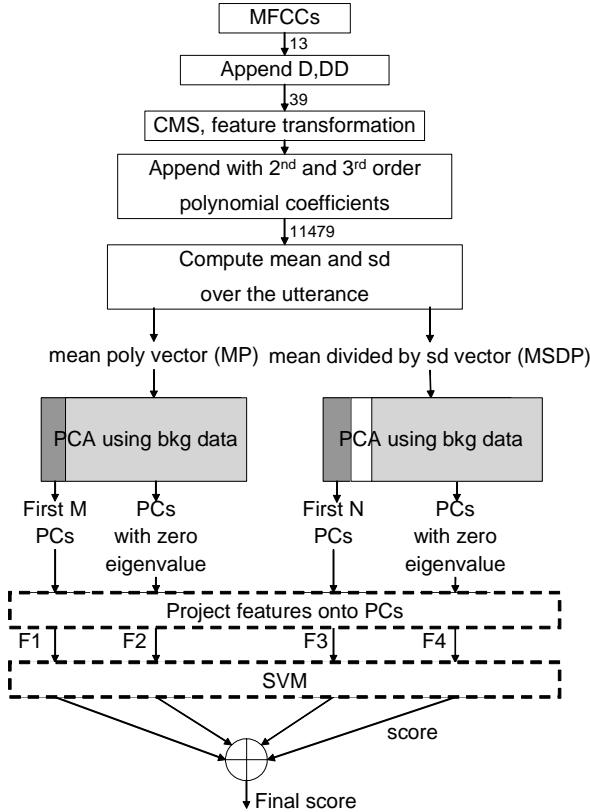 MFCCs
13
Append D,DD
39
CMS, feature transformation
Append with 2nd and 3rd order
polynomial coefficients
11479
Compute mean and sd
over the utterance
mean poly vector (MP)
mean divided by sd vector (MSDP)
PCA using bkg data
PCA using bkg data
First M
PCs
PCs
with zero
eigenvalue
First N
PCs
PCs
with zero
eigenvalue
Project features onto PCs
F1
F2
F3
F4
SVM
score
Final score